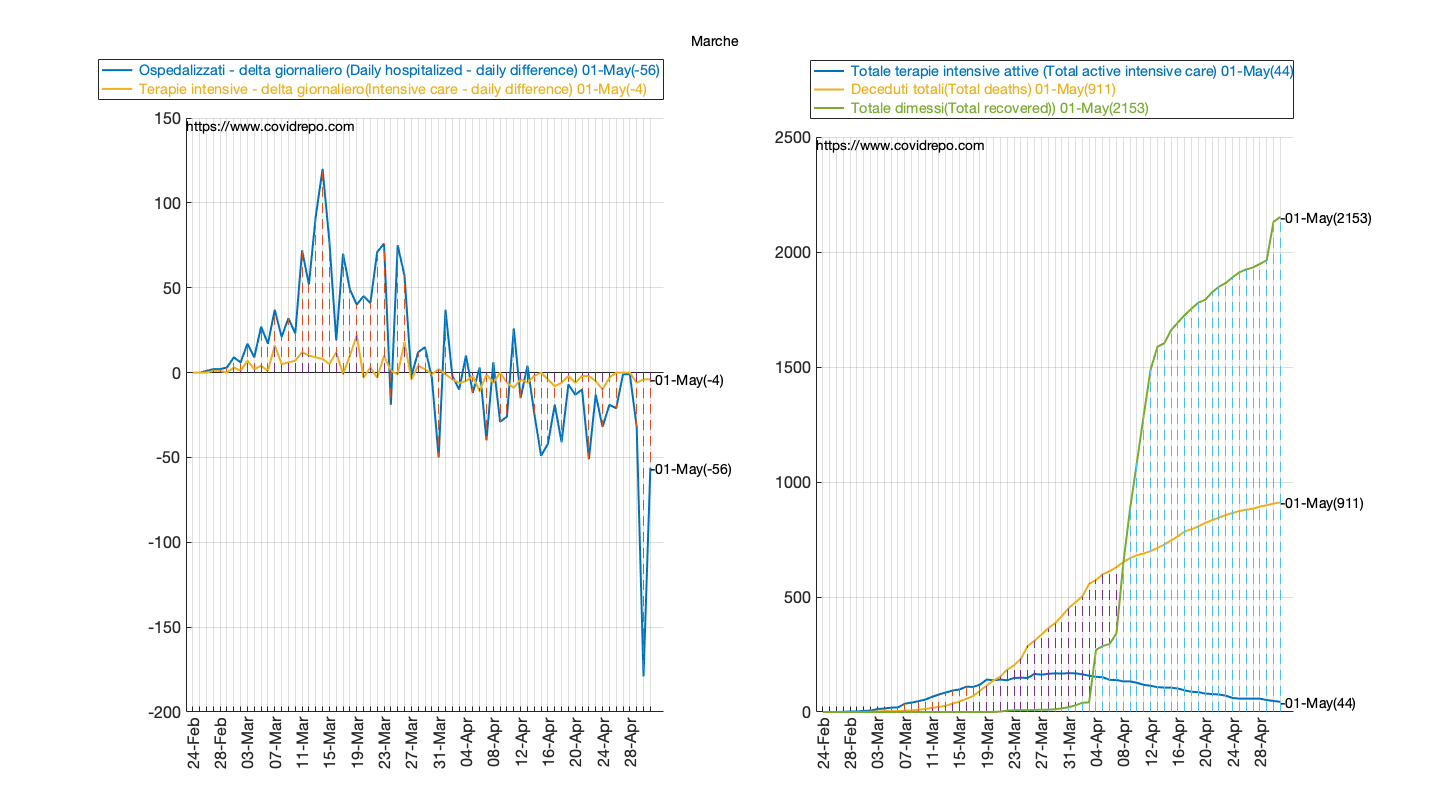 Marche
Ospedalizzati - delta giornaliero (Daily hospitalized - daily difference) 01-May(-56)
Terapie intensive - delta giornaliero(Intensive care - daily difference) 01-May(-4)
https://www.covidrepo.com
150
100
50
0
-50
-100
-150
-200
01-May(-4)
01-May(-56)
24-Feb
28-Feb
03-Mar
07-Mar
11-Mar
15-Mar
19-Mar
23-Mar
27-Mar
31-Mar
04-Apr
08-Apr
12-Apr
16-Apr
20-Apr
24-Apr
28-Apr
Totale terapie intensive attive (Total active intensive care) 01-May(44)
Deceduti totali(Total deaths) 01-May(911)
Totale dimessi(Total recovered)) 01-May(2153)
https://www.covidrepo.com
2500
2000
1500
1000
500
0
01-May(2153)
01-May(911)
01-May(44)
24-Feb
28-Feb
03-Mar
07-Mar
11-Mar
15-Mar
19-Mar
23-Mar
27-Mar
31-Mar
04-Apr
08-Apr
12-Apr
16-Apr
20-Apr
24-Apr
28-Apr